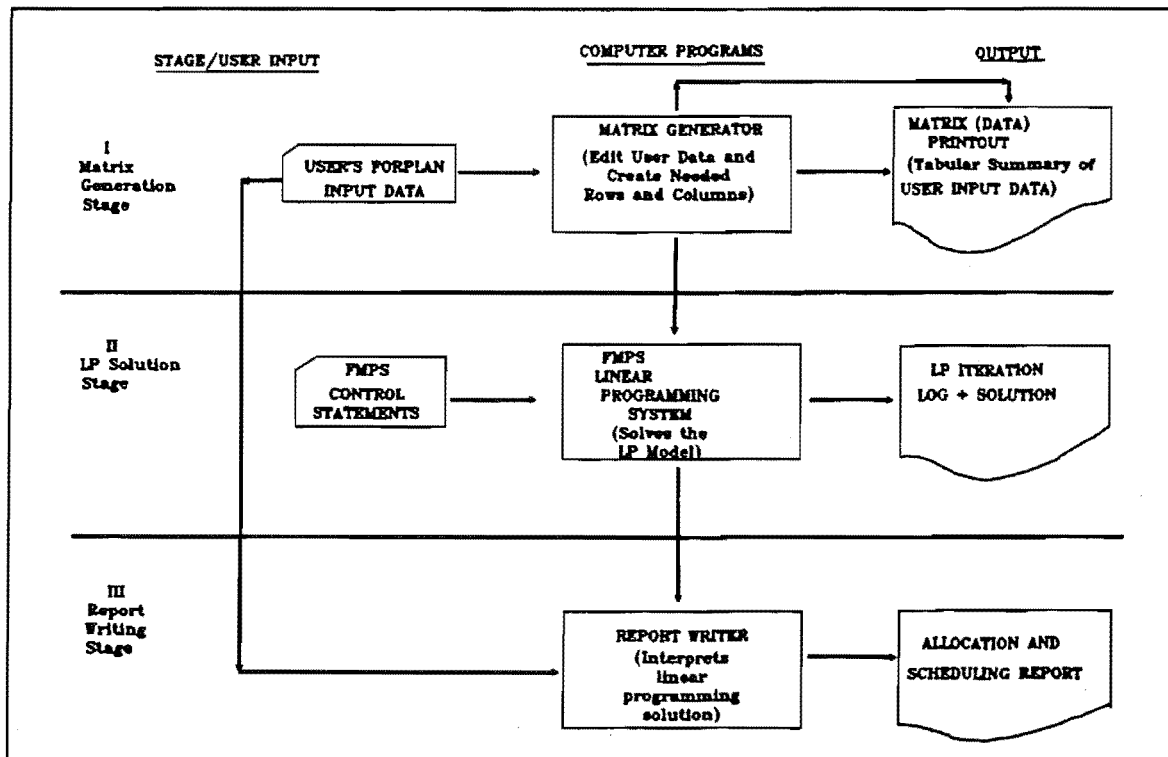 STAGE/USER INPUT
COMPUTER PROGRAMS
OUTPUT
I
Matrix
Generation
Stage
USER'S FORPLAN
INPUT DATA
MATRIX GENERATOR
(Edit User Data and
Create Needed
Rows and Columns)
MATRIX (DATA)
PRINTOUT
(Tabular Summary of
USER INPUT DATA)
II
LP Solution
Stage
FMPS
CONTROL
STATEMENTS
FMPS
LINEAR
PROGRAMMING
SYSTEM
(Solves the
LP Model)
LP ITERATION
LOG + SOLUTION
III
Report
Writing
Stage
REPORT WRITER
(Interprets
linear
programming
solution)
ALLOCATION AND
SCHEDULING REPORT